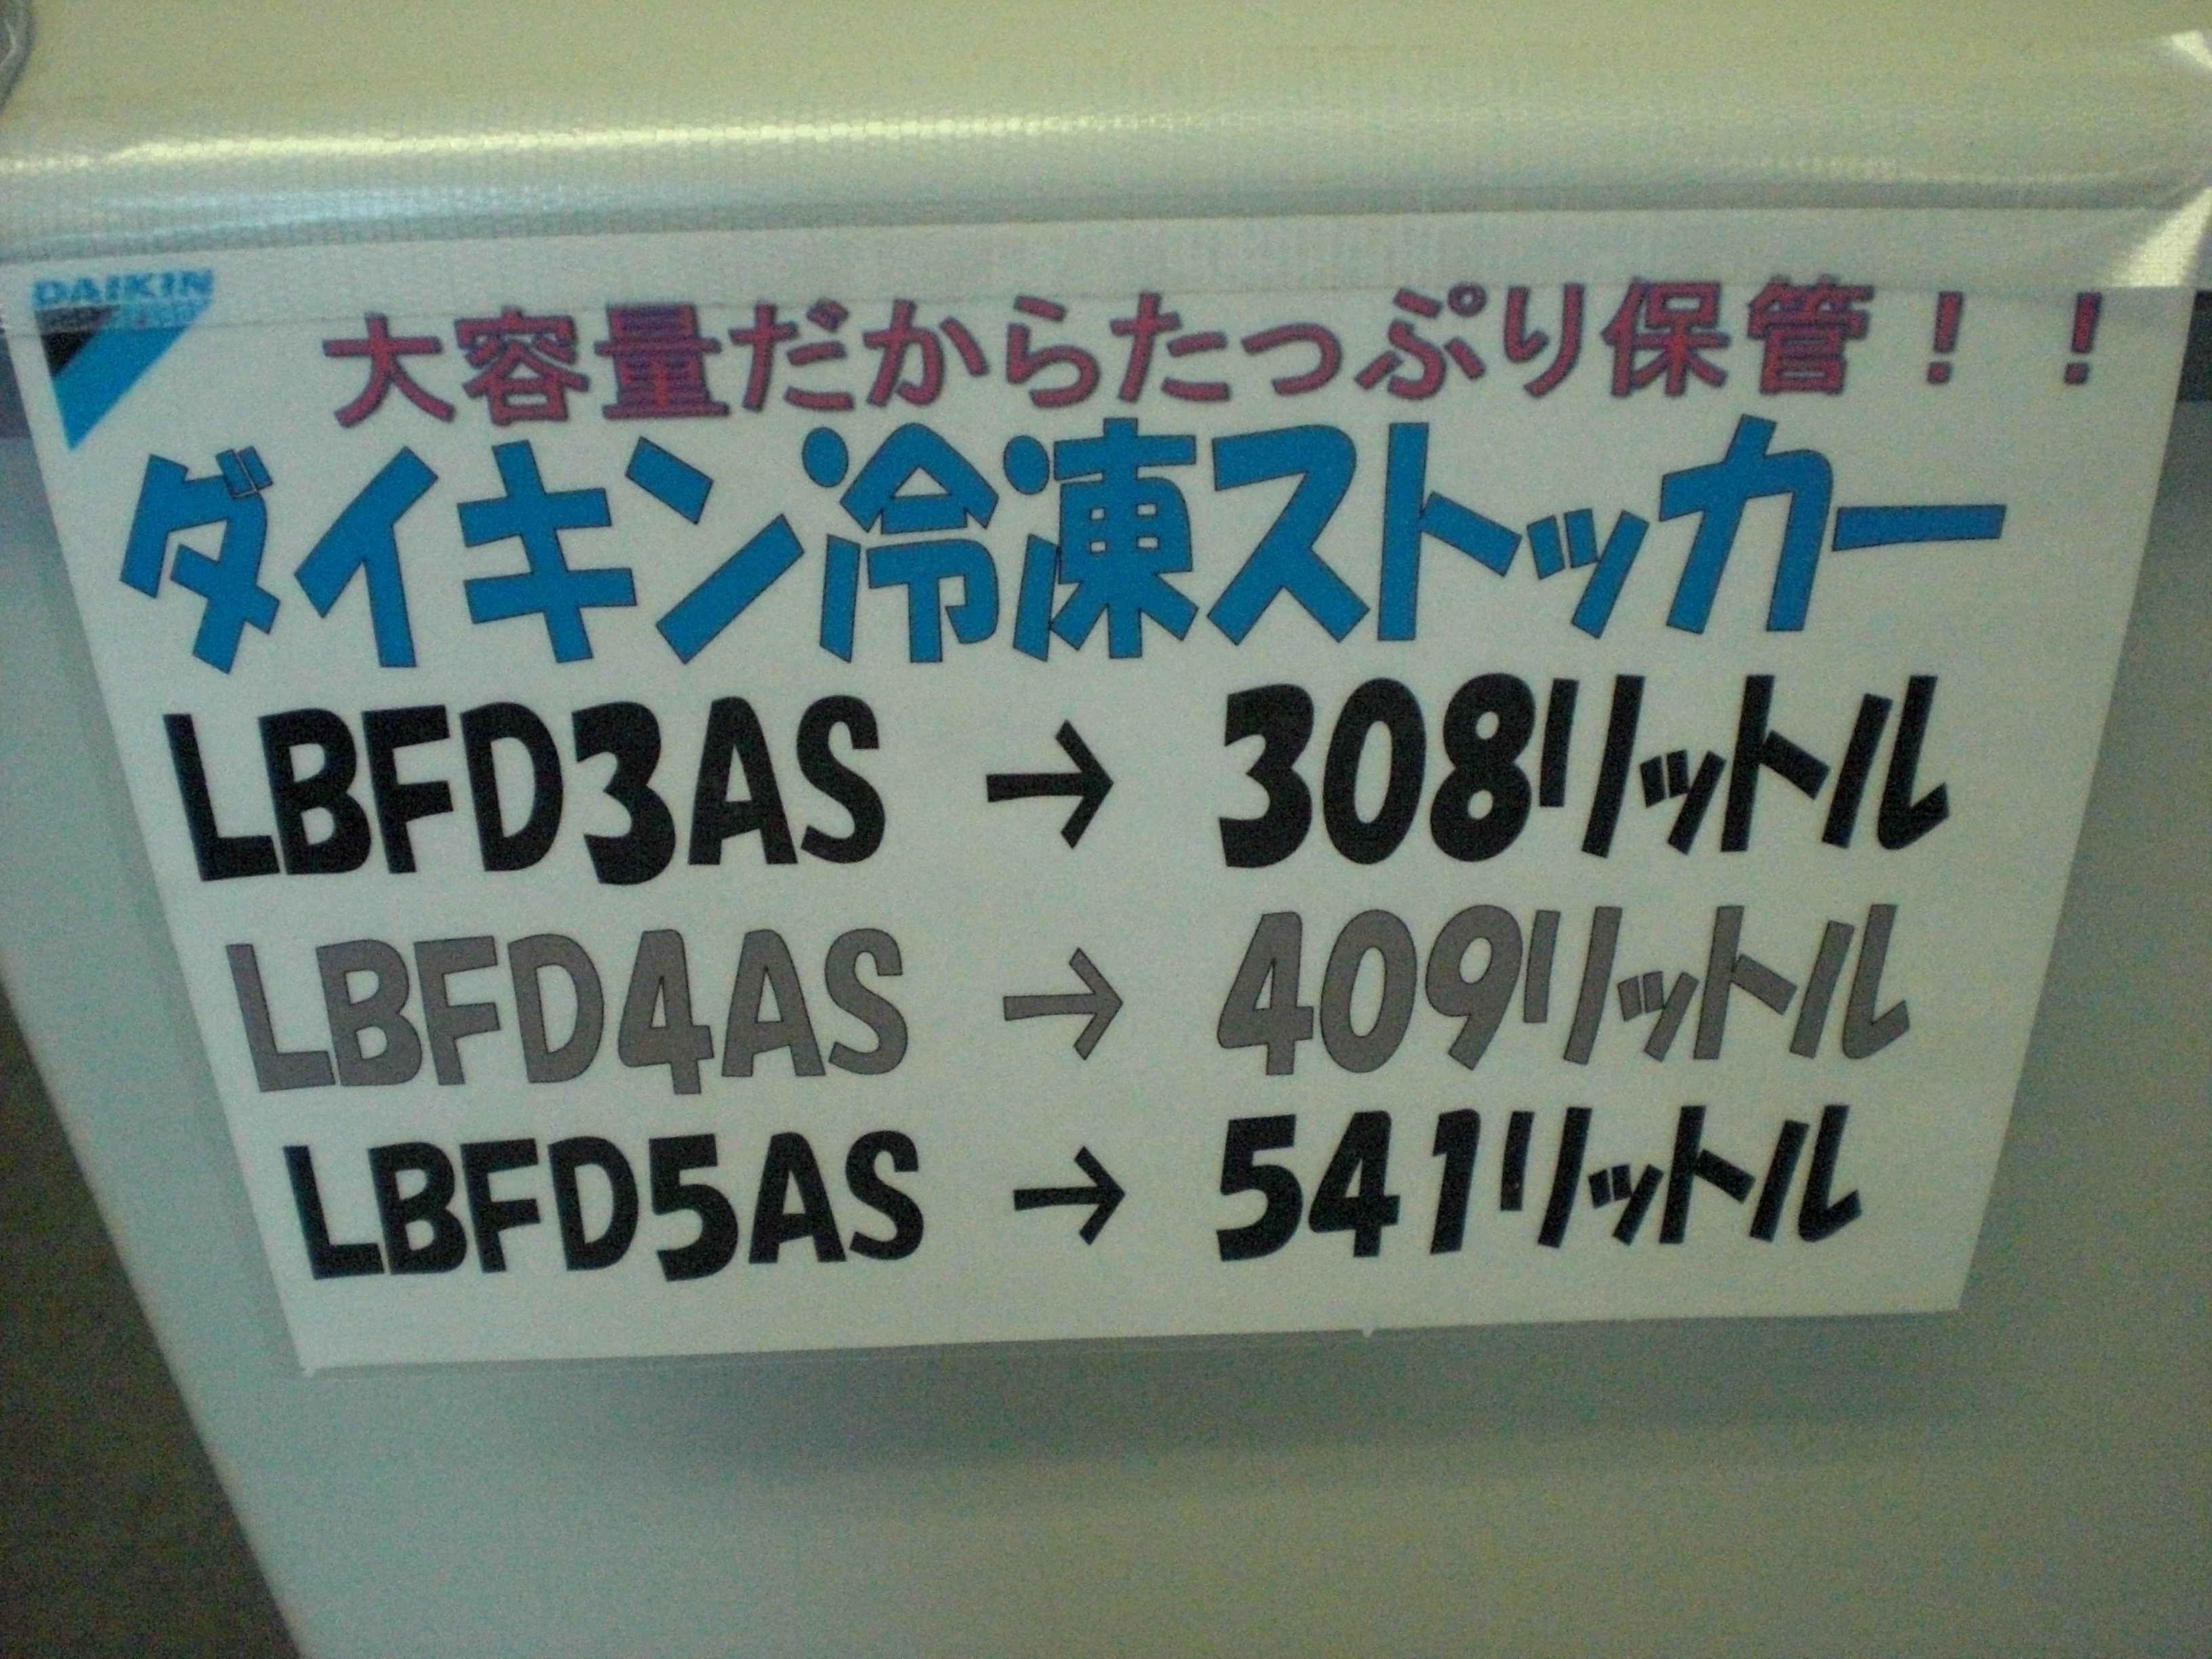 DAIKIN
大容量だからたっぷり保管！！
ダイキン冷凍ストッカー
LBFD3AS → 308リットル
LBFD4AS → 409リットル
LBFD5AS → 541リットル